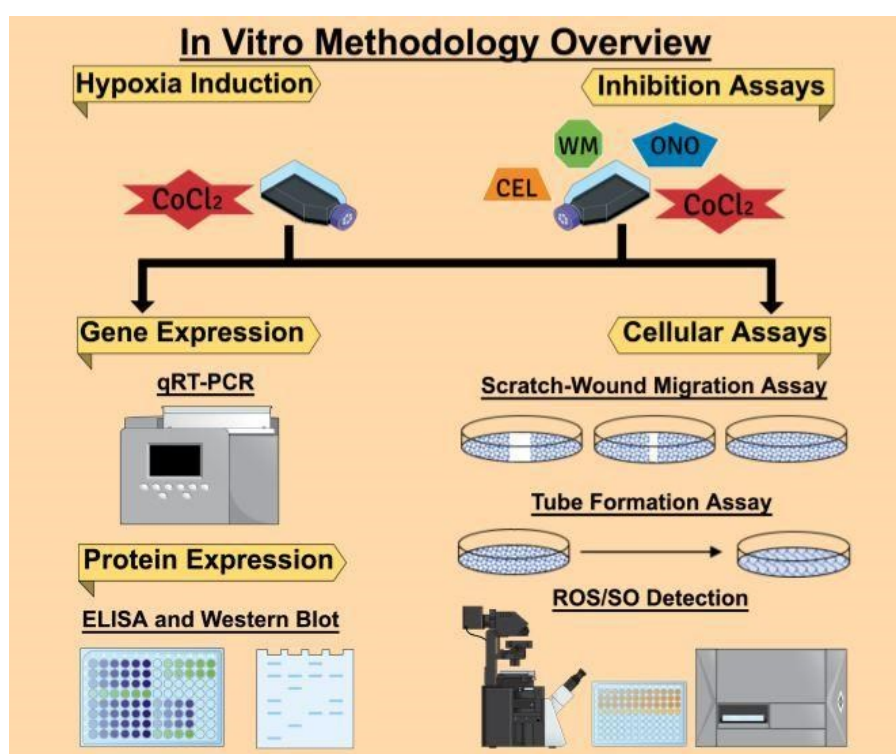 In Vitro Methodology Overview
Hypoxia Induction
Inhibition Assays
WM
ONO
CEL
CoCl₂
CoCl₂
Gene Expression
Cellular Assays
qRT-PCR
Scratch-Wound Migration Assay
Tube Formation Assay
Protein Expression
ELISA and Western Blot
ROS/SO Detection